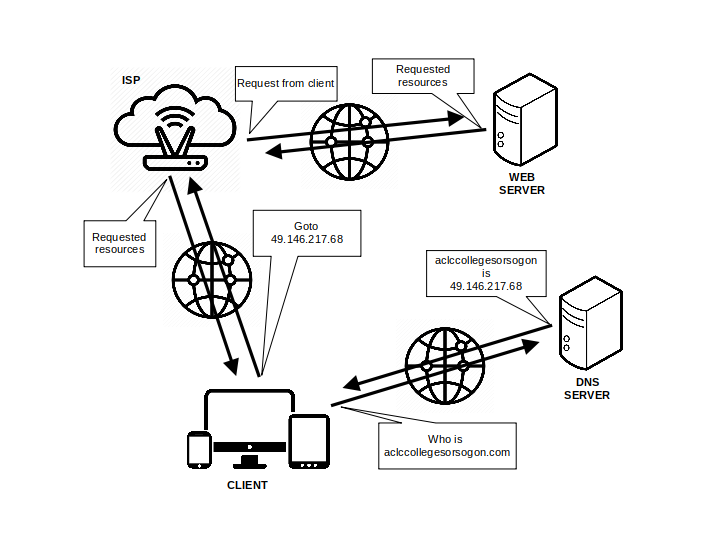 ISP
Request from client
Requested
resources
WEB
SERVER
Requested
resources
Goto
49.146.217.68
aclccollegesorsogon
is
49.146.217.68
DNS
SERVER
Who is
aclccollegesorsogon.com
CLIENT